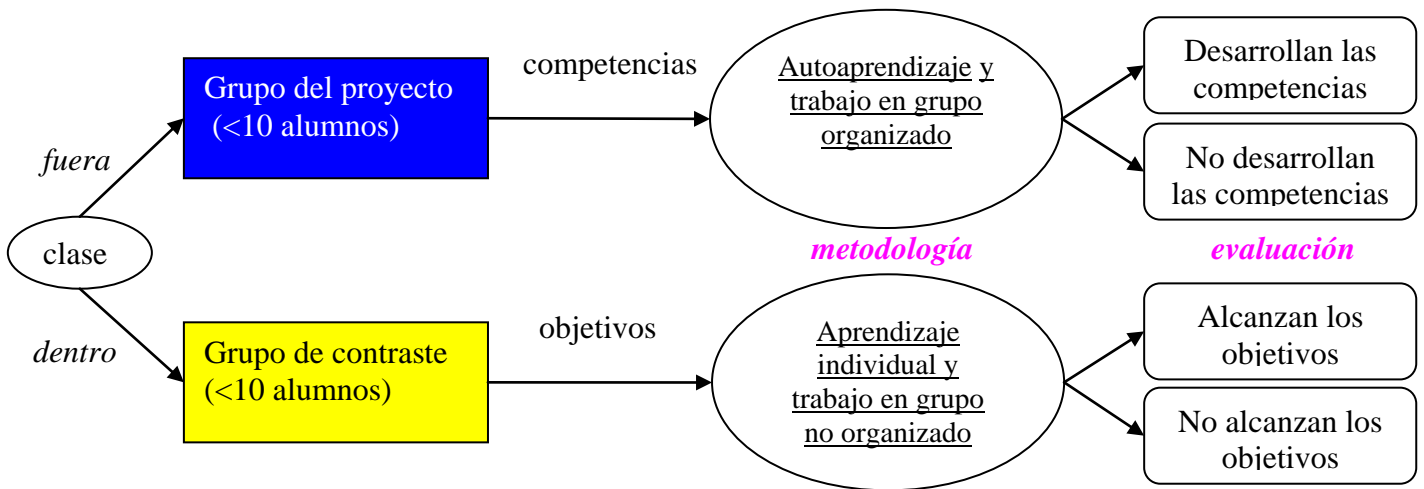 fuera
clase
dentro
Grupo del proyecto
(<10 alumnos)
competencias
Autoaprendizaje y
trabajo en grupo
organizado
Desarrollan las
competencias
No desarrollan
las competencias
metodología
evaluación
Grupo de contraste
(<10 alumnos)
objetivos
Aprendizaje
individual y
trabajo en grupo
no organizado
Alcanzan los
objetivos
No alcanzan los
objetivos